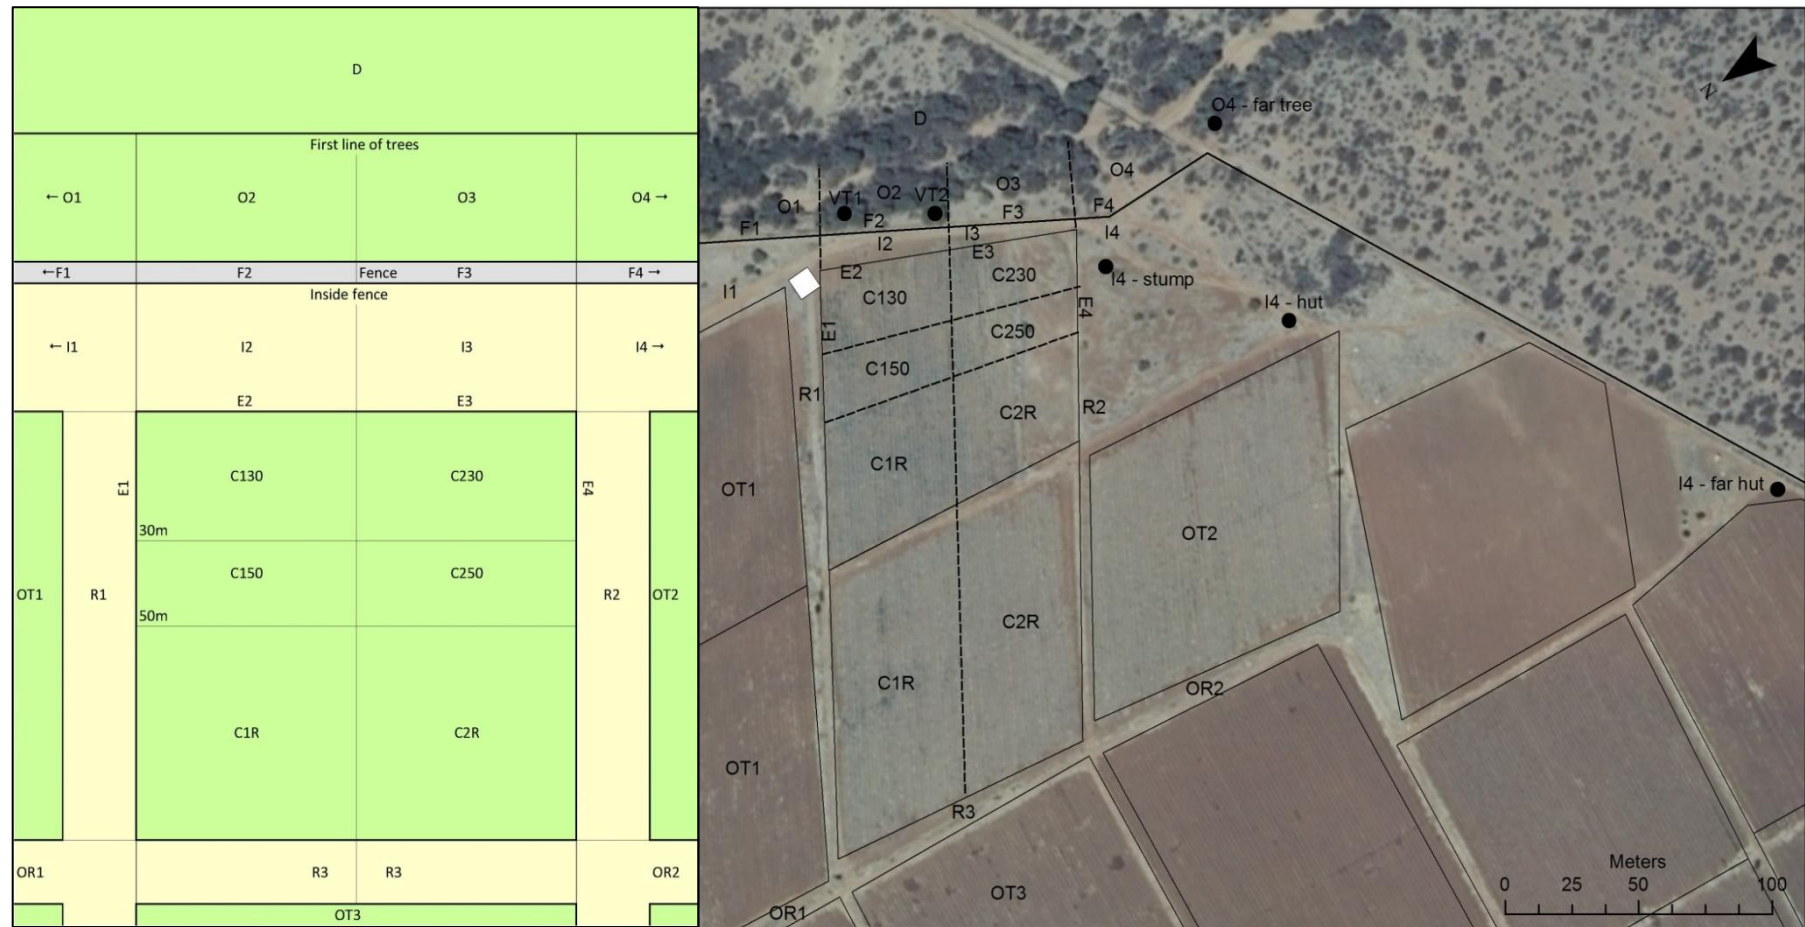 D
First line of trees
← O1
O2
O3
O4 →
←F1
F2
Fence
F3
F4 →
Inside fence
← I1
I2
I3
I4 →
E2
E3
E1
C130
C230
E4
30m
C150
C250
OT1
R1
R2
OT2
50m
C1R
C2R
OR1
R3
R3
OR2
OT3
N
O4 - far tree
D
O4
O3
O2
VT1
VT2
O1
F4
F3
F2
F1
I4
I3
I2
E3
E2
C230
I4 - stump
I1
C130
I4 - hut
E4
E1
C250
C150
R1
R2
C2R
C1R
I4 - far hut
OT1
OT2
C2R
C1R
OR2
OT1
R3
Meters
0 25 50 100
OT3
OR1